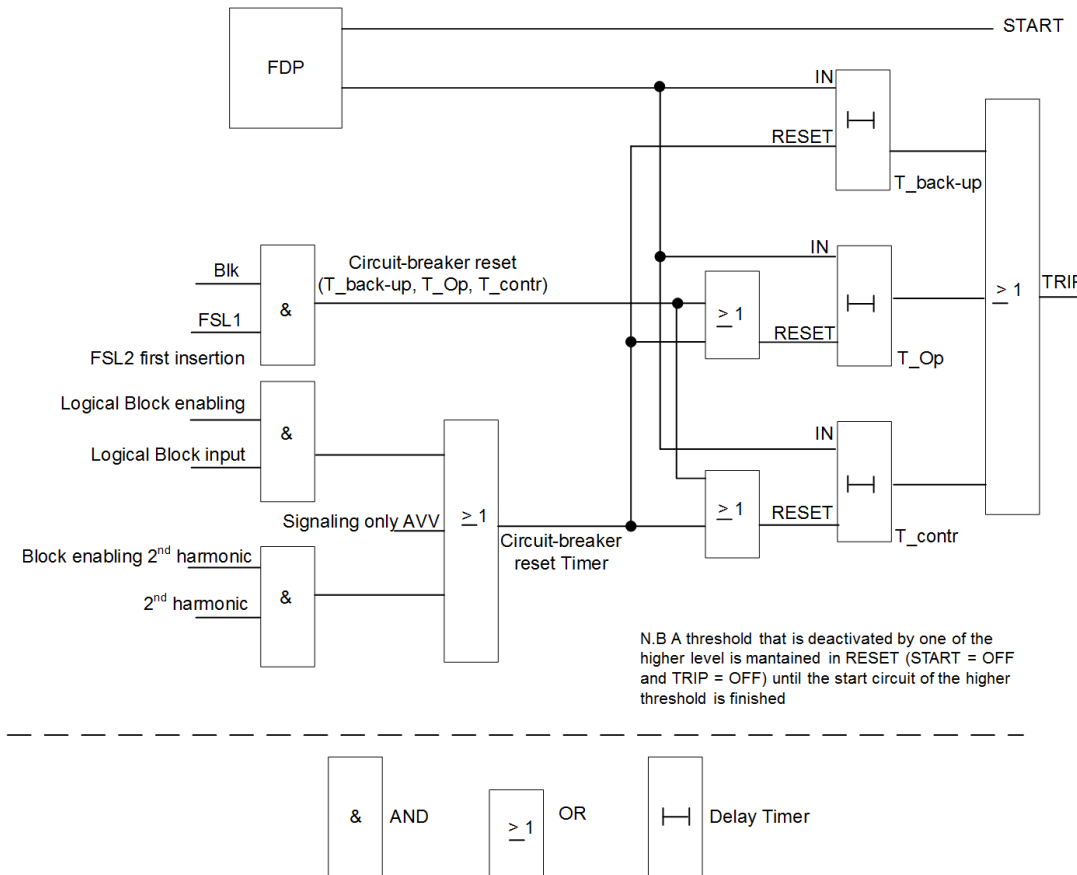 START
FDP
IN
RESET
T_back-up
Blk
FSL1
FSL2 first insertion
&
Circuit-breaker reset
(T_back-up, T_Op, T_contr)
≥ 1
IN
RESET
T_Op
≥ 1
TRIP
Logical Block enabling
Logical Block input
&
Signaling only AVV
≥ 1
Circuit-breaker
reset Timer
≥ 1
IN
RESET
T_contr
Block enabling 2nd harmonic
2nd harmonic
&
N.B A threshold that is deactivated by one of the
higher level is mantained in RESET (START = OFF
and TRIP = OFF) until the start circuit of the higher
threshold is finished
& AND
≥ 1 OR
Delay Timer